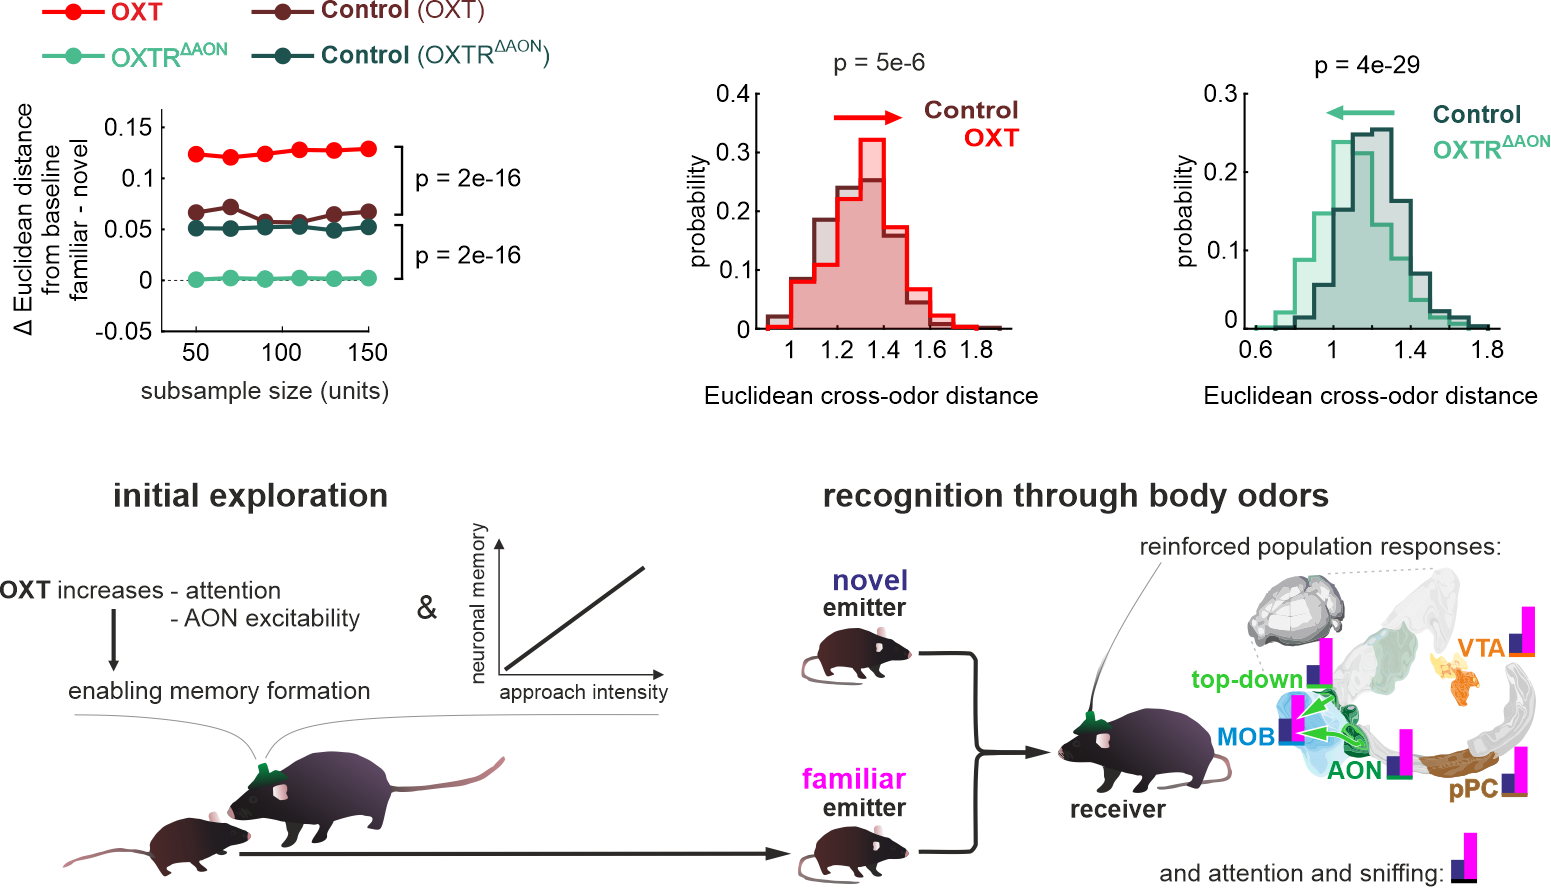 OXT
Control (OXT)
OXTRΔAON
Control (OXTRΔAON)
Δ Euclidean distance
from baseline
familiar - novel
0.15
0.1
0.05
0
-0.05
50
100
150
subsample size (units)
p = 2e-16
p = 2e-16
p = 5e-6
Control
OXT
probability
0.4
0.3
0.2
0.1
0
1
1.2
1.4
1.6
1.8
Euclidean cross-odor distance
p = 4e-29
Control
OXTRΔAON
probability
0.3
0.2
0.1
0
0.6
1
1.4
1.8
Euclidean cross-odor distance
initial exploration
OXT increases - attention
- AON excitability
enabling memory formation
&
neuronal memory
approach intensity
recognition through body odors
reinforced population responses:
novel
emitter
familiar
emitter
receiver
VTA
top-down
MOB
AON
pPC
and attention and sniffing: